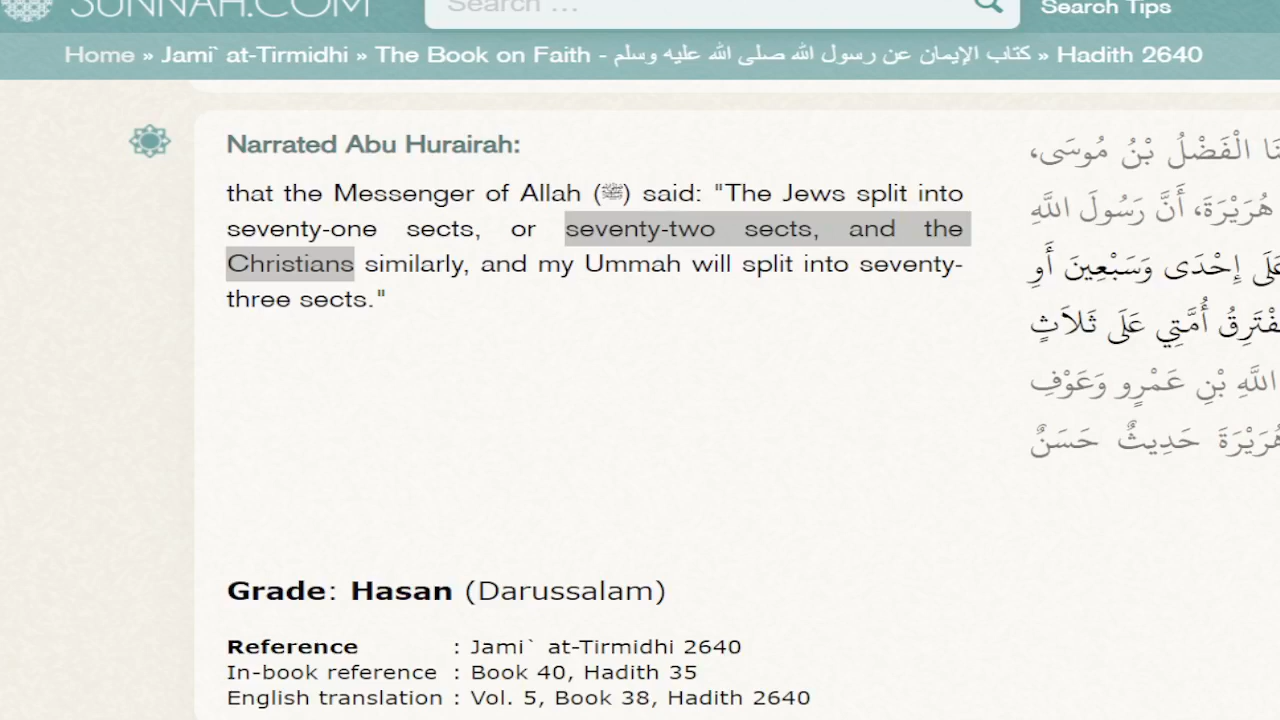 SUNNAH.COM
Search ...
Search Tips
Home » Jami` at-Tirmidhi » The Book on Faith - كتاب الإيمان عن رسول الله صلى الله عليه وسلم » Hadith 2640
Narrated Abu Hurairah:
that the Messenger of Allah (ﷺ) said: "The Jews split into
seventy-one sects, or seventy-two sects, and the
Christians similarly, and my Ummah will split into seventy-
three sects."
الْفَضْلُ بْنُ مُوسَى،
هُرَيْرَةَ، أَنَّ رَسُولَ اللَّهِ
إِحْدَى وَسَبْعِينَ أَوِ
أُمَّتِي عَلَى ثَلاَثٍ
اللَّهِ بْنِ عَمْرٍو وَعَوْفِ
هُرَيْرَةَ حَدِيثٌ حَسَنٌ
Grade: Hasan (Darussalam)
Reference : Jami` at-Tirmidhi 2640
In-book reference : Book 40, Hadith 35
English translation : Vol. 5, Book 38, Hadith 2640